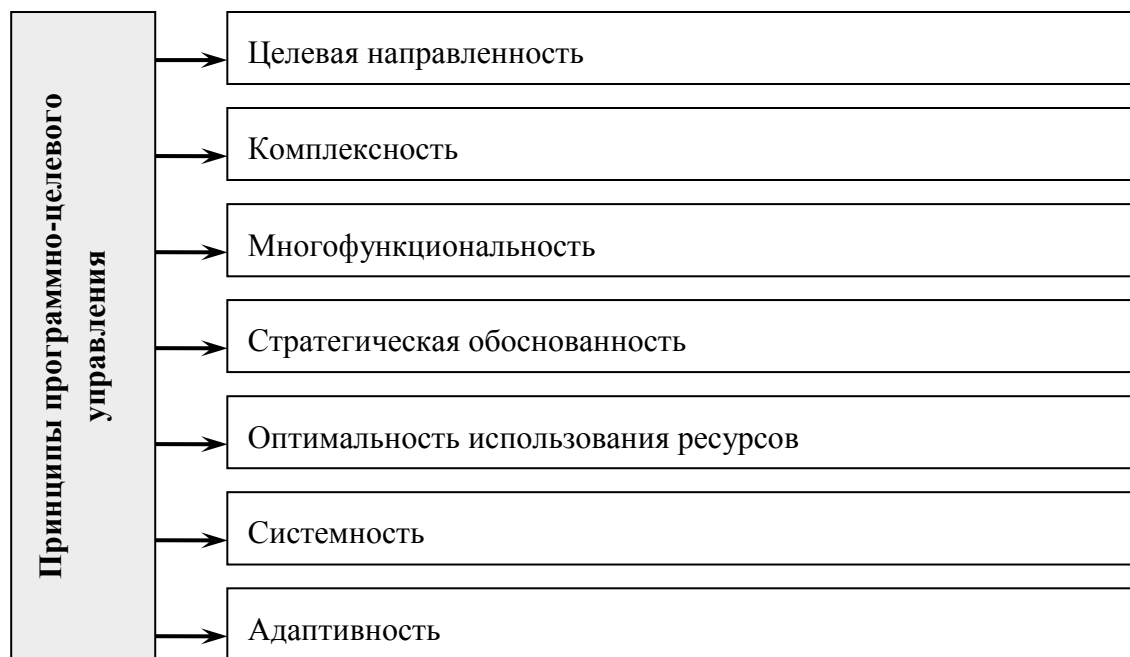 Принципы программно-целевого
управления
Целевая направленность
Комплексность
Многофункциональность
Стратегическая обоснованность
Оптимальность использования ресурсов
Системность
Адаптивность